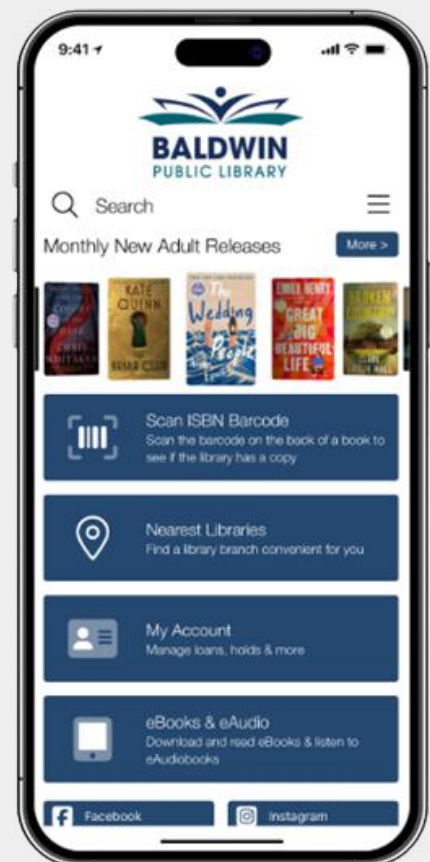 9:41
BALDWIN
PUBLIC LIBRARY
Search
Monthly New Adult Releases
More >
KATE
QUINN
BRIAR CLUB
The
Wedding
People
EMILY HENRY
GREAT
BIG
BEAUTIFUL
LIFE
BROKEN
Scan ISBN Barcode
Scan the barcode on the back of a book to
see if the library has a copy
Nearest Libraries
Find a library branch convenient for you
My Account
Manage loans, holds & more
eBooks & eAudio
Download and read eBooks & listen to
eAudiobooks
Facebook
Instagram